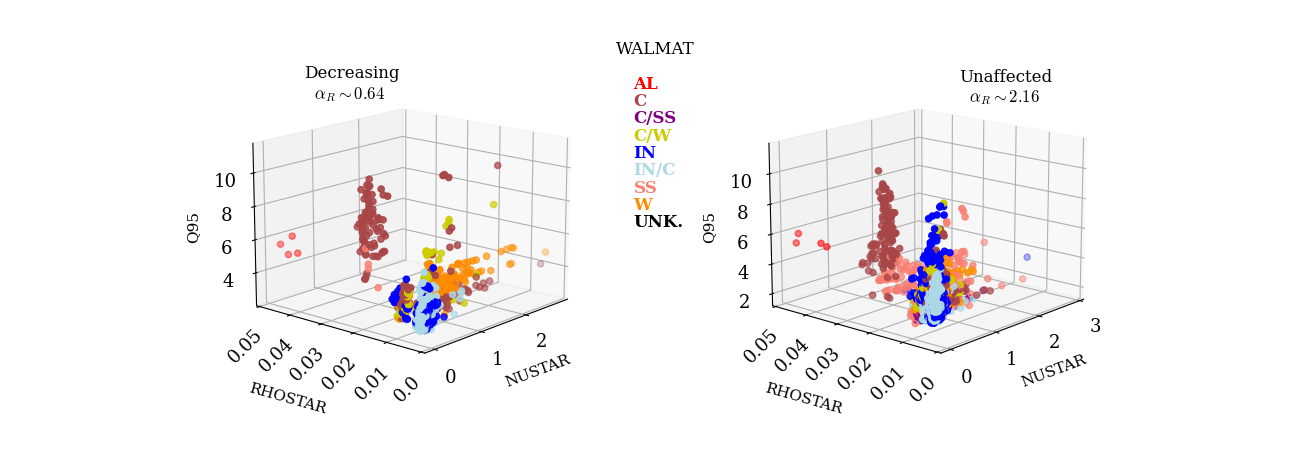 WALMAT
Decreasing
α_R ∼ 0.64
Unaffected
α_R ∼ 2.16
AL
C
C/SS
C/W
IN
IN/C
SS
W
UNK.
Q95
10
8
6
4
0.05
0.04
0.03
0.02
0.01
0.0
RHOSTAR
0
1
2
NUSTAR
Q95
10
8
6
4
2
0.05
0.04
0.03
0.02
0.01
0.0
RHOSTAR
0
1
2
3
NUSTAR